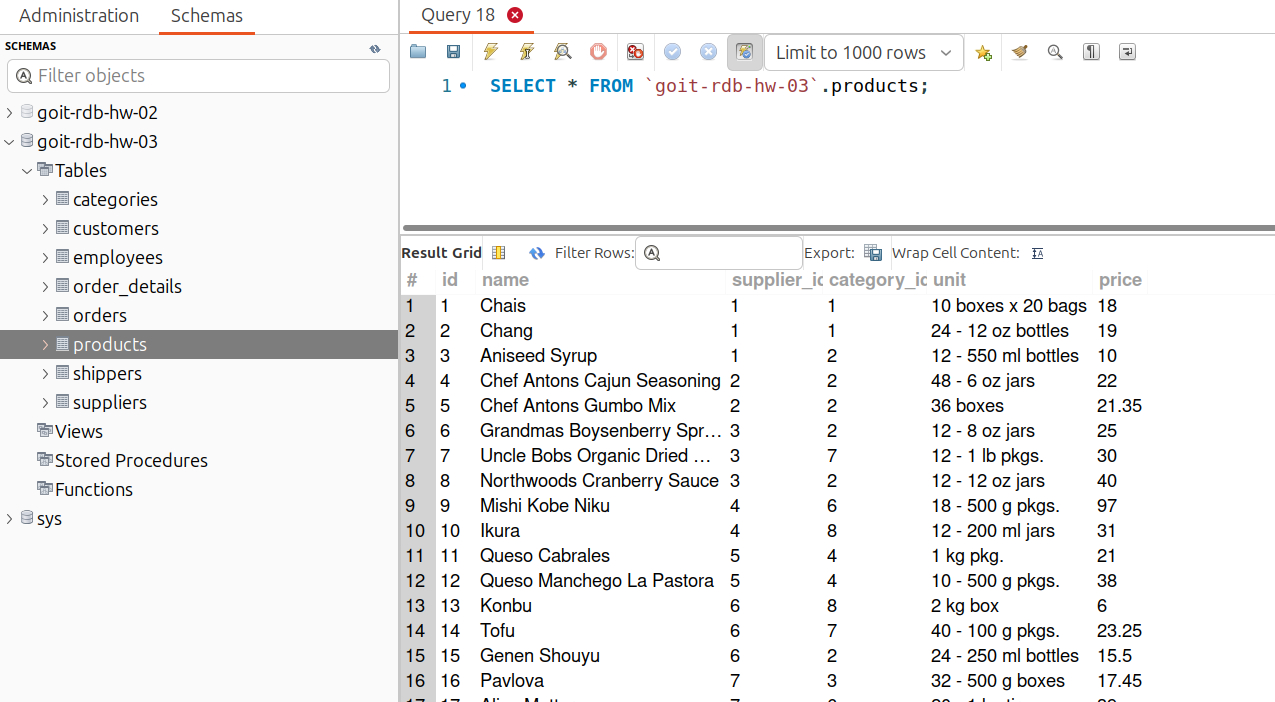 Administration Schemas
SCHEMAS
Filter objects
goit-rdb-hw-02
goit-rdb-hw-03
Tables
categories
customers
employees
order_details
orders
products
shippers
suppliers
Views
Stored Procedures
Functions
sys
Query 18
Limit to 1000 rows
1 SELECT * FROM `goit-rdb-hw-03`.products;
Result Grid Filter Rows: Export: Wrap Cell Content:
# id name supplier_id category_id unit price
1 1 Chais 1 1 10 boxes x 20 bags 18
2 2 Chang 1 1 24 - 12 oz bottles 19
3 3 Aniseed Syrup 1 2 12 - 550 ml bottles 10
4 4 Chef Antons Cajun Seasoning 2 2 48 - 6 oz jars 22
5 5 Chef Antons Gumbo Mix 2 2 36 boxes 21.35
6 6 Grandmas Boysenberry Spr... 3 2 12 - 8 oz jars 25
7 7 Uncle Bobs Organic Dried ... 3 7 12 - 1 lb pkgs. 30
8 8 Northwoods Cranberry Sauce 3 2 12 - 12 oz jars 40
9 9 Mishi Kobe Niku 4 6 18 - 500 g pkgs. 97
10 10 Ikura 4 8 12 - 200 ml jars 31
11 11 Queso Cabrales 5 4 1 kg pkg. 21
12 12 Queso Manchego La Pastora 5 4 10 - 500 g pkgs. 38
13 13 Konbu 6 8 2 kg box 6
14 14 Tofu 6 7 40 - 100 g pkgs. 23.25
15 15 Genen Shouyu 6 2 24 - 250 ml bottles 15.5
16 16 Pavlova 7 3 32 - 500 g boxes 17.45